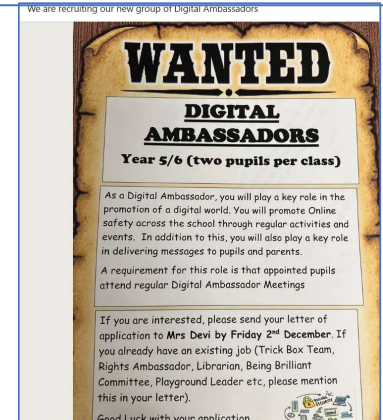 We are recruiting our new group of Digital Ambassadors
WANTED
DIGITAL
AMBASSADORS
Year 5/6 (two pupils per class)
As a Digital Ambassador, you will play a key role in the
promotion of a digital world. You will promote Online
safety across the school through regular activities and
events. In addition to this, you will also play a key role
in delivering messages to pupils and parents.
A requirement for this role is that appointed pupils
attend regular Digital Ambassador Meetings
If you are interested, please send your letter of
application to Mrs Devi by Friday 2nd December. If
you already have an existing job (Trick Box Team,
Rights Ambassador, Librarian, Being Brilliant
Committee, Playground Leader etc, please mention
this in your letter).
Good Luck with your application